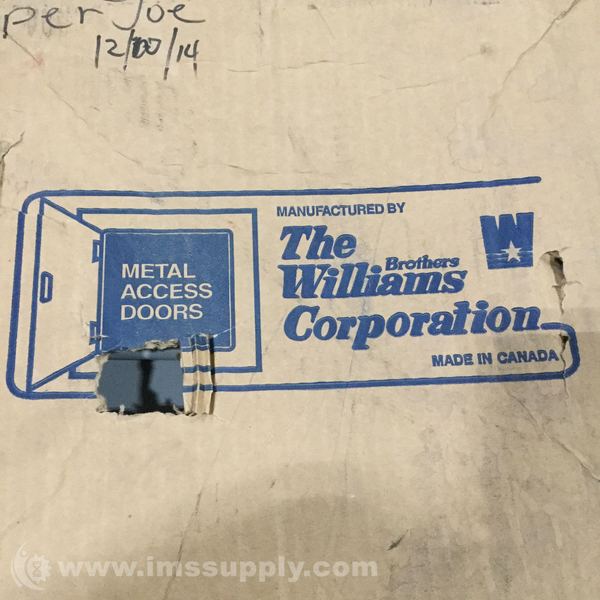 per Joe
12/00/14
MANUFACTURED BY
The
Brothers
Williams
Corporation
W
METAL
ACCESS
DOORS
MADE IN CANADA
www.imssupply.com